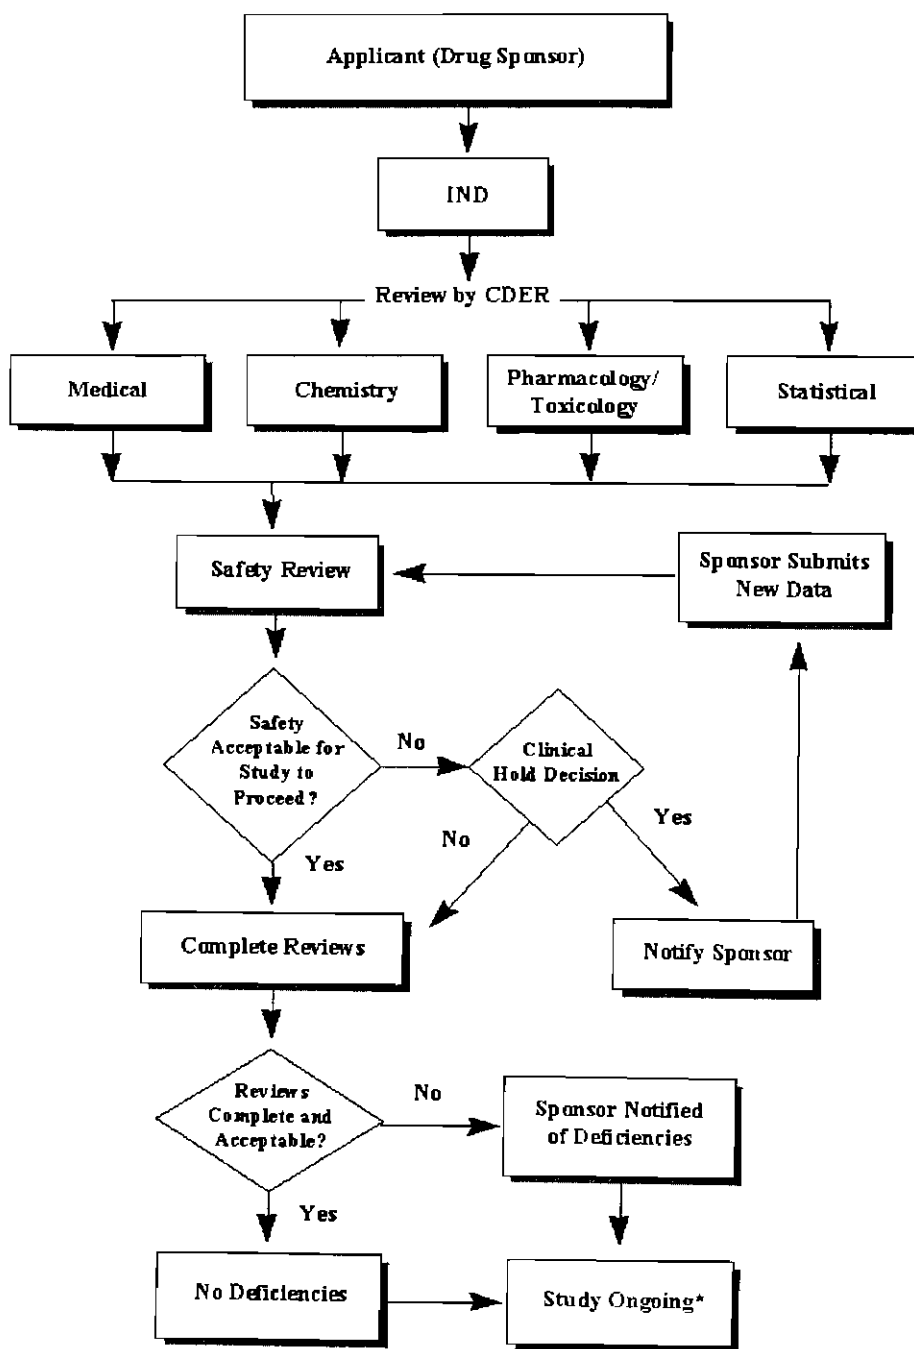 Applicant (Drug Sponsor)
IND
Review by CDER
Medical
Chemistry
Pharmacology/
Toxicology
Statistical
Safety Review
Sponsor Submits
New Data
Safety
Acceptable for
Study to
Proceed?
No
Clinical
Hold Decision
No
Yes
Yes
Complete Reviews
Notify Sponsor
Reviews
Complete and
Acceptable?
No
Sponsor Notified
of Deficiencies
Yes
No Deficiencies
Study Ongoing*